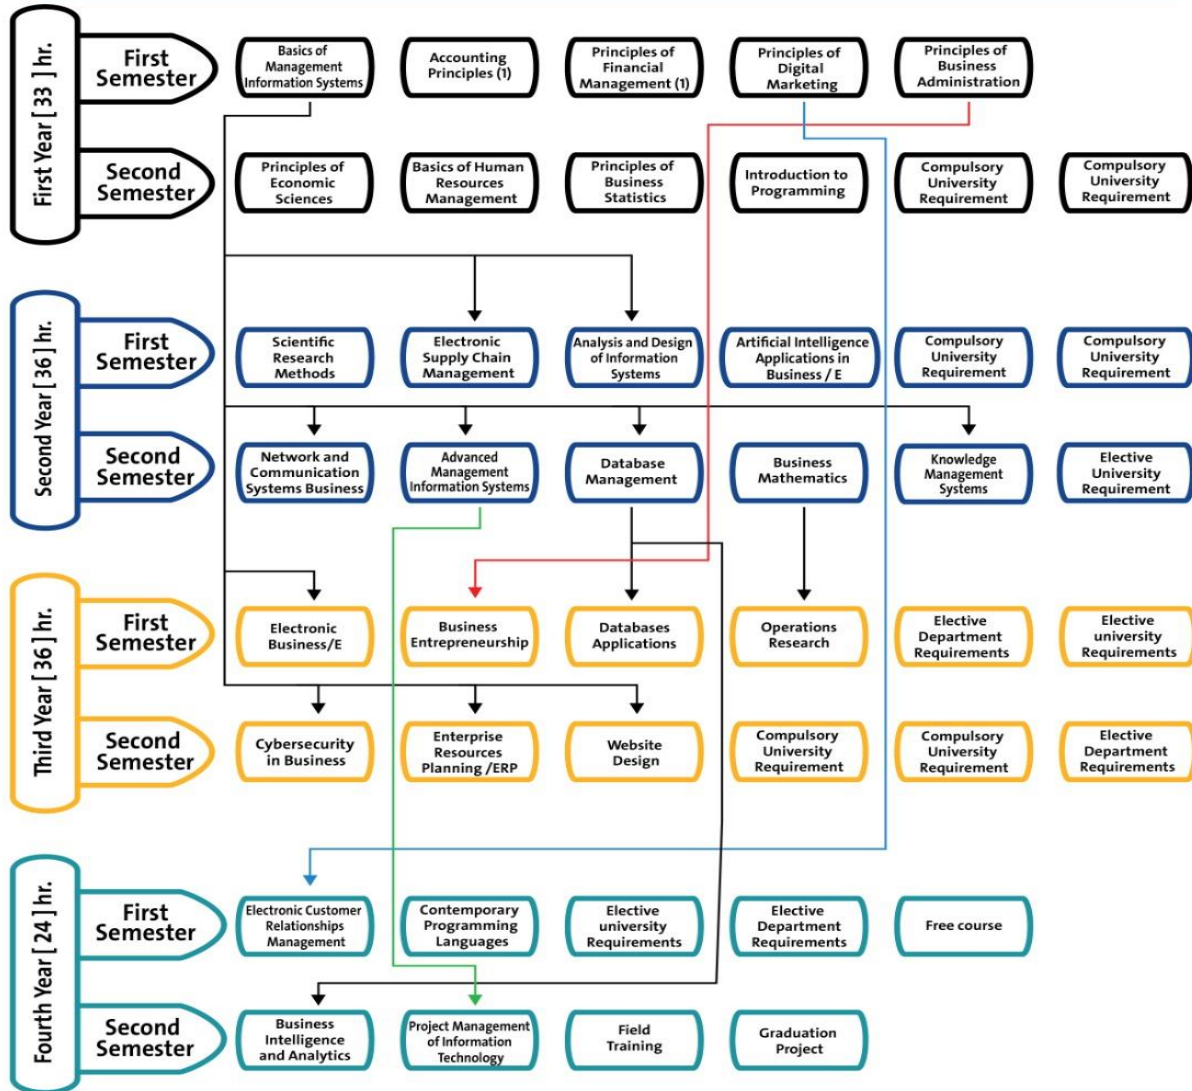 First Year [ 33 ] hr.
First
Semester
Basics of
Management
Information Systems
Accounting
Principles (1)
Principles of
Financial
Management (1)
Principles of
Digital
Marketing
Principles of
Business
Administration
Second
Semester
Principles of
Economic
Sciences
Basics of Human
Resources
Management
Principles of
Business
Statistics
Introduction to
Programming
Compulsory
University
Requirement
Compulsory
University
Requirement
Second Year [ 36 ] hr.
First
Semester
Scientific
Research
Methods
Electronic
Supply Chain
Management
Analysis and Design
of Information
Systems
Artificial Intelligence
Applications in
Business / E
Compulsory
University
Requirement
Compulsory
University
Requirement
Second
Semester
Network and
Communication
Systems Business
Advanced
Management
Information Systems
Database
Management
Business
Mathematics
Knowledge
Management
Systems
Elective
University
Requirement
Third Year [ 36 ] hr.
First
Semester
Electronic
Business/E
Business
Entrepreneurship
Databases
Applications
Operations
Research
Elective
Department
Requirements
Elective
university
Requirements
Second
Semester
Cybersecurity
in Business
Enterprise
Resources
Planning /ERP
Website
Design
Compulsory
University
Requirement
Compulsory
University
Requirement
Elective
Department
Requirements
Fourth Year [ 24 ] hr.
First
Semester
Electronic Customer
Relationships
Management
Contemporary
Programming
Languages
Elective
university
Requirements
Elective
Department
Requirements
Free course
Second
Semester
Business
Intelligence
and Analytics
Project Management
of Information
Technology
Field
Training
Graduation
Project